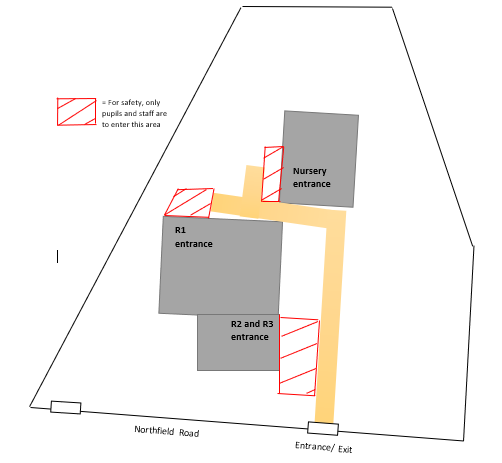 = For safety, only
pupils and staff are
to enter this area
Nursery
entrance
R1
entrance
R2 and R3
entrance
Northfield Road
Entrance/ Exit